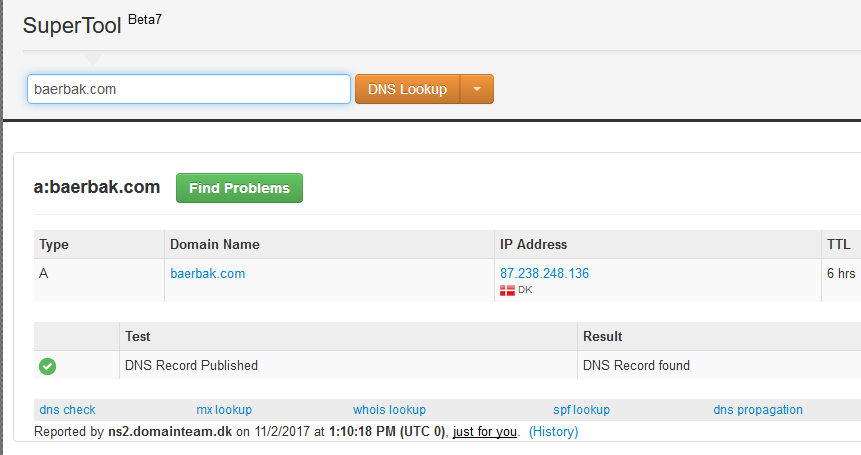 SuperTool Beta7
baerbak.com DNS Lookup
a:baerbak.com Find Problems
Type Domain Name IP Address TTL
A baerbak.com 87.238.248.136 6 hrs
DK
Test Result
DNS Record Published DNS Record found
dns check mx lookup whois lookup spf lookup dns propagation
Reported by ns2.domainteam.dk on 11/2/2017 at 1:10:18 PM (UTC 0), just for you. (History)